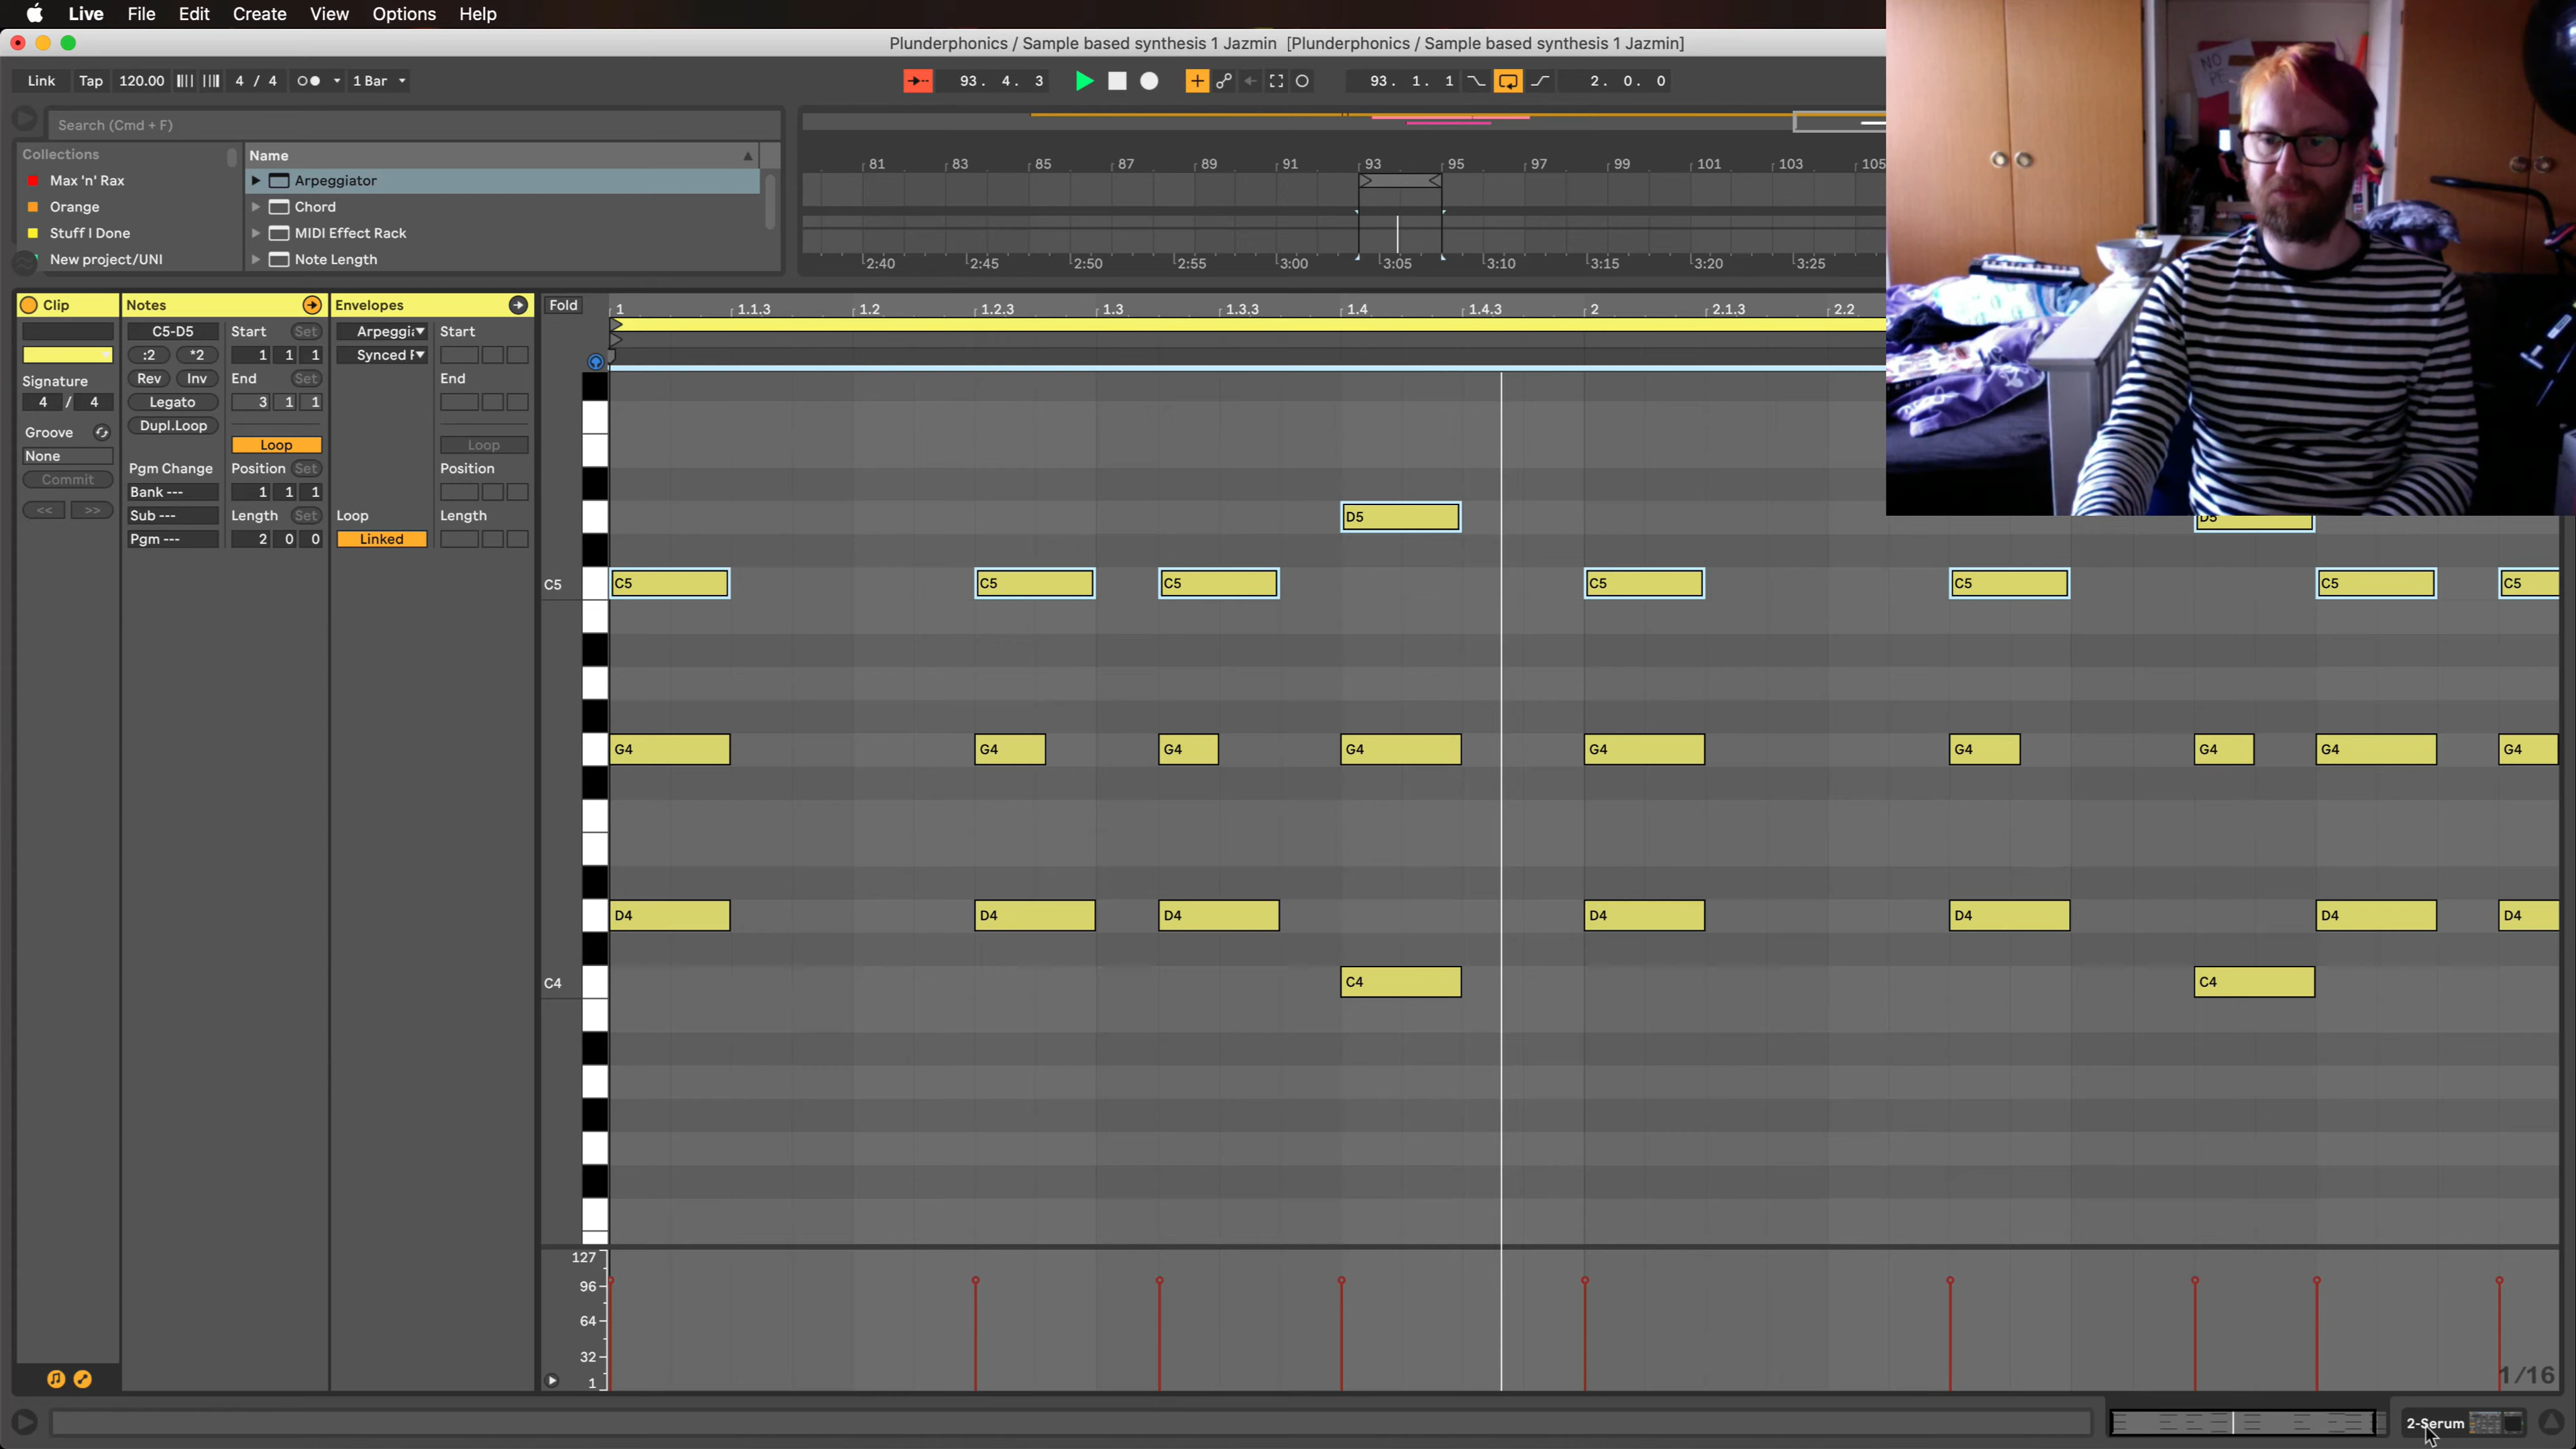 Live File Edit Create View Options Help
Plunderphonics / Sample based synthesis 1 Jazmin [Plunderphonics / Sample based synthesis 1 Jazmin]
Link Tap 120.00 4 / 4 1 Bar 93. 4. 3 93. 1. 1 2. 0. 0
Search (Cmd + F)
Collections
Max 'n' Rax
Orange
Stuff I Done
New project/UNI
Name
Arpeggiator
Chord
MIDI Effect Rack
Note Length
81 83 85 87 89 91 93 95 97 99 101 103 105
2:40 2:45 2:50 2:55 3:00 3:05 3:10 3:15 3:20 3:25
NO
Clip
Signature
4 / 4
Groove
None
Commit
<< >>
Notes
C5-D5
:2 *2
Rev Inv
Legato
Dupl.Loop
Pgm Change
Bank ---
Sub ---
Pgm ---
Start Set
1 1 1
End Set
3 1 1
Loop
Position Set
1 1 1
Length Set
2 0 0
Envelopes
Arpeggi
Synced
Loop
Linked
Start
End
Loop
Position
Length
Fold
1 1.1.3 1.2 1.2.3 1.3 1.3.3 1.4 1.4.3 2 2.1.3 2.2
D5 D5
C5 C5 C5 C5 C5 C5 C5 C5
G4 G4 G4 G4 G4 G4 G4 G4 G4
D4 D4 D4 D4 D4 D4 D4
C4 C4 C4
127
96
64
32
1
1/16
2-Serum